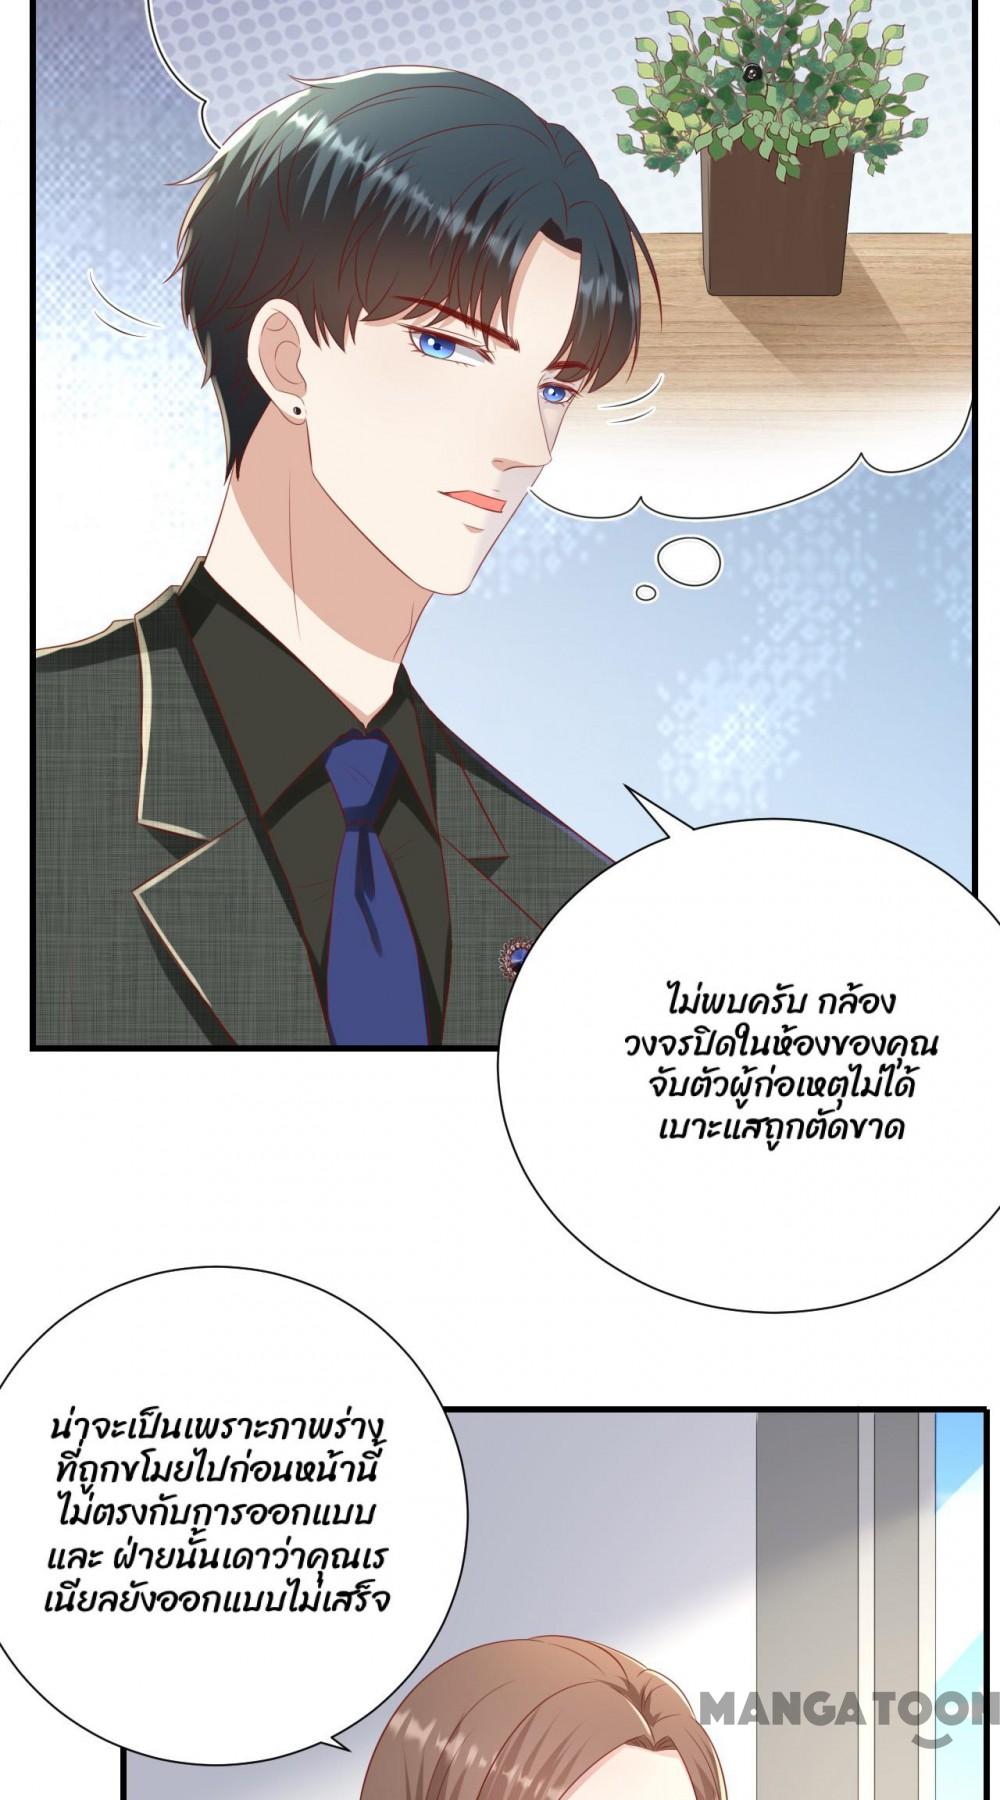 ไม่พบครับ กล้อง
วงจรปิดในห้องของคุณ
จับตัวผู้ก่อเหตุไม่ได้
เบาะแสถูกตัดขาด
น่าจะเป็นเพราะภาพร่าง
ที่ถูกขโมยไปก่อนหน้านี้
ไม่ตรงกับการออกแบบ
และ ฝ่ายนั้นเดาว่าคุณเร
เนียลยังออกแบบไม่เสร็จ
MANGATOON